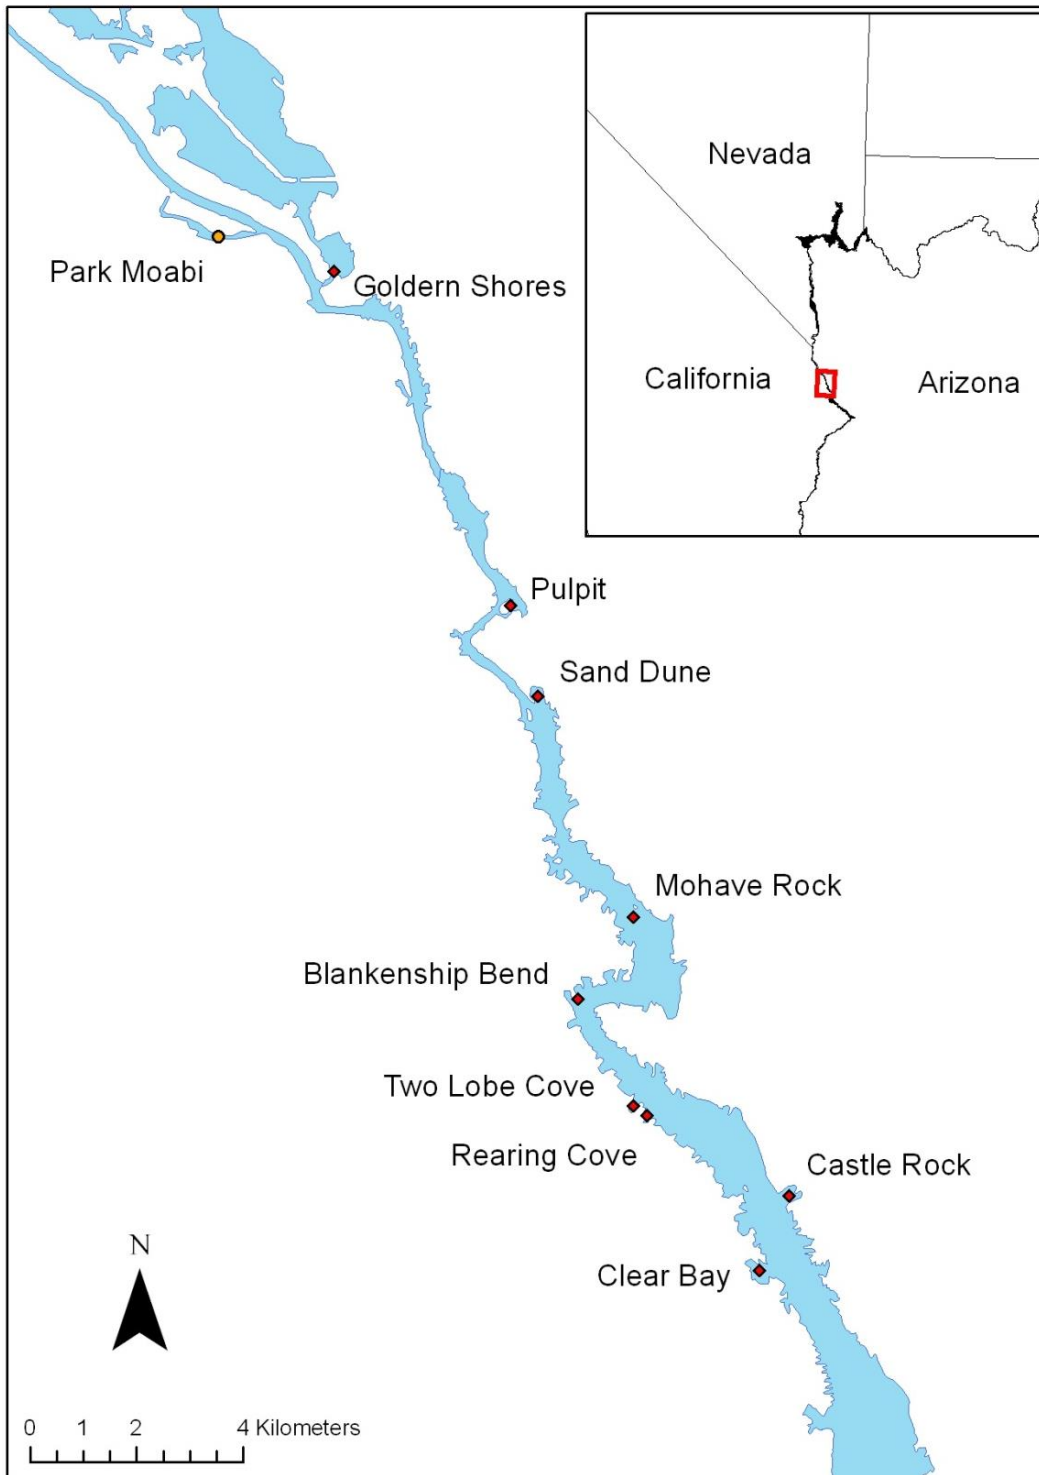 Nevada
California
Arizona
Park Moabi
Goldern Shores
Pulpit
Sand Dune
Mohave Rock
Blankenship Bend
Two Lobe Cove
Rearing Cove
Castle Rock
Clear Bay
N
0 1 2 4 Kilometers